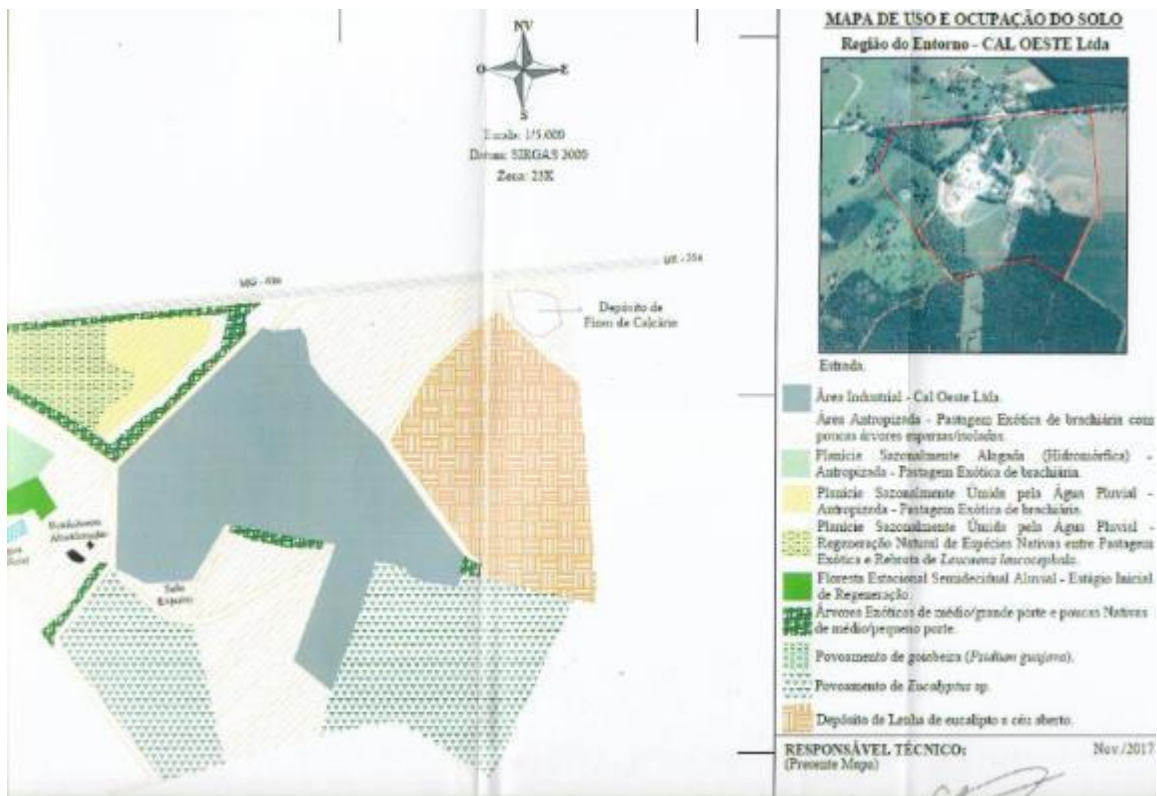 NV
O E
S
Escala: 1/5.000
Datum: SIRGAS 2000
Zona: 23K
MG -
Depósito de
Finos de Calcário
Solo
Exposto
MAPA DE USO E OCUPAÇÃO DO SOLO
Região do Entorno - CAL OESTE Ltda
Estrada.
Área Industrial - Cal Oeste Ltda.
Área Antropizada - Pastagem Exótica de brachiária com
poucas árvores esparsas/isoladas.
Planície Sazonalmente Alagada (Hidromórfica) -
Antropizada - Pastagem Exótica de brachiária.
Planície Sazonalmente Úmida pela Água Pluvial -
Antropizada - Pastagem Exótica de brachiária.
Planície Sazonalmente Úmida pela Água Pluvial -
Regeneração Natural de Espécies Nativas entre Pastagem
Exótica e Rebrota de Leucaena leucocephala.
Floresta Estacional Semidecidual Aluvial - Estágio Inicial
de Regeneração.
Árvores Exóticas de médio/grande porte e poucas Nativas
de médio/pequeno porte.
Povoamento de goiabeira (Psidium guajava).
Povoamento de Eucalyptus sp.
Depósito de Lenha de eucalipto a céu aberto.
RESPONSÁVEL TÉCNICO: Nov./2017
(Presente Mapa)